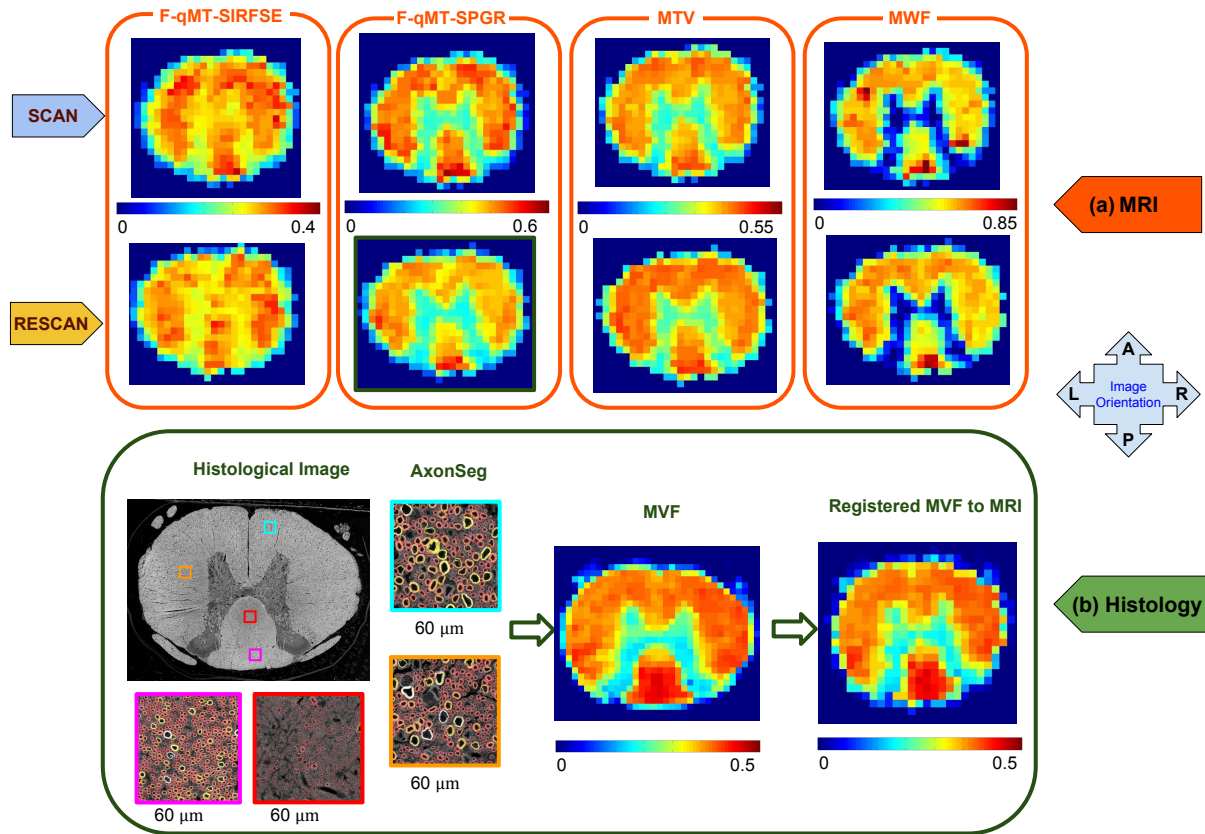 F-qMT-SIRFSE
F-qMT-SPGR
MTV
MWF
SCAN
0 0.4
0 0.6
0 0.55
0 0.85
(a) MRI
RESCAN
A
L
Image
Orientation
R
P
Histological Image
AxonSeg
MVF
Registered MVF to MRI
60 μm
60 μm
60 μm
60 μm
0 0.5
0 0.5
(b) Histology